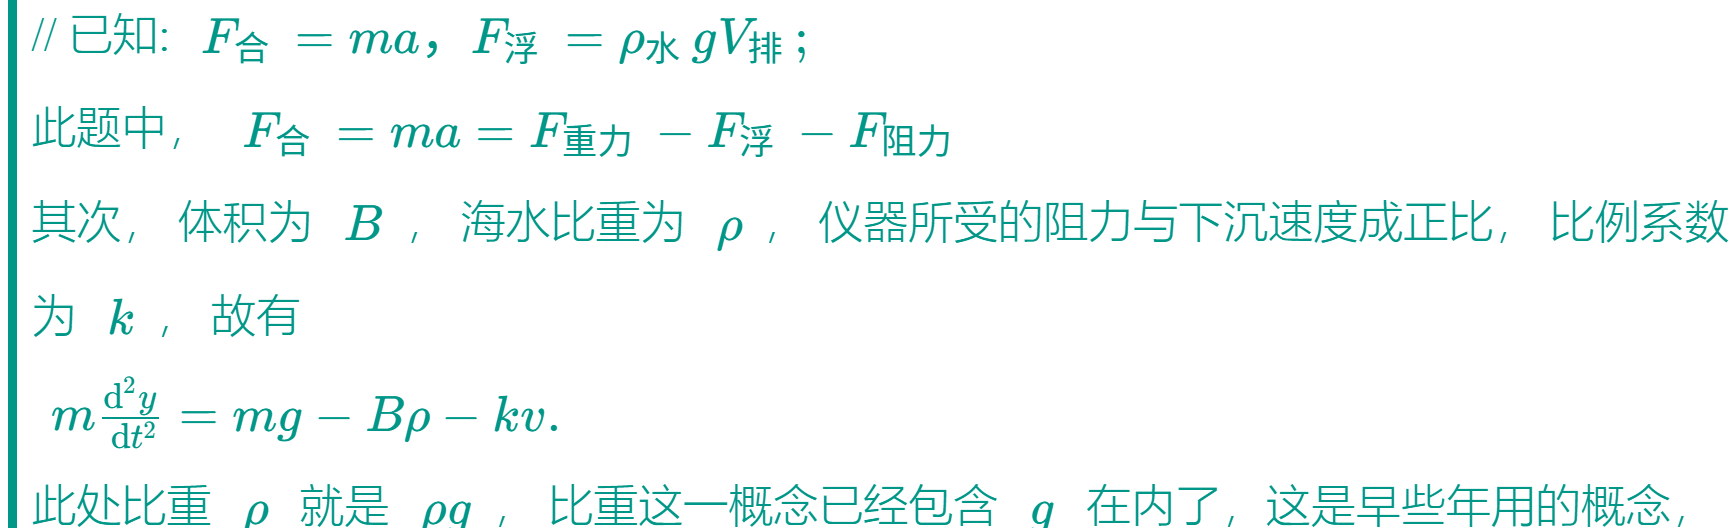 // 已知: F合 = ma，F浮 = ρ水 gV排 ;
此题中， F合 = ma = F重力 − F浮 − F阻力
其次， 体积为 B ， 海水比重为 ρ ， 仪器所受的阻力与下沉速度成正比， 比例系数
为 k ， 故有
m d²y/dt² = mg − Bρ − kv.
此处比重 ρ 就是 ρg ， 比重这一概念已经包含 g 在内了，这是早些年用的概念，